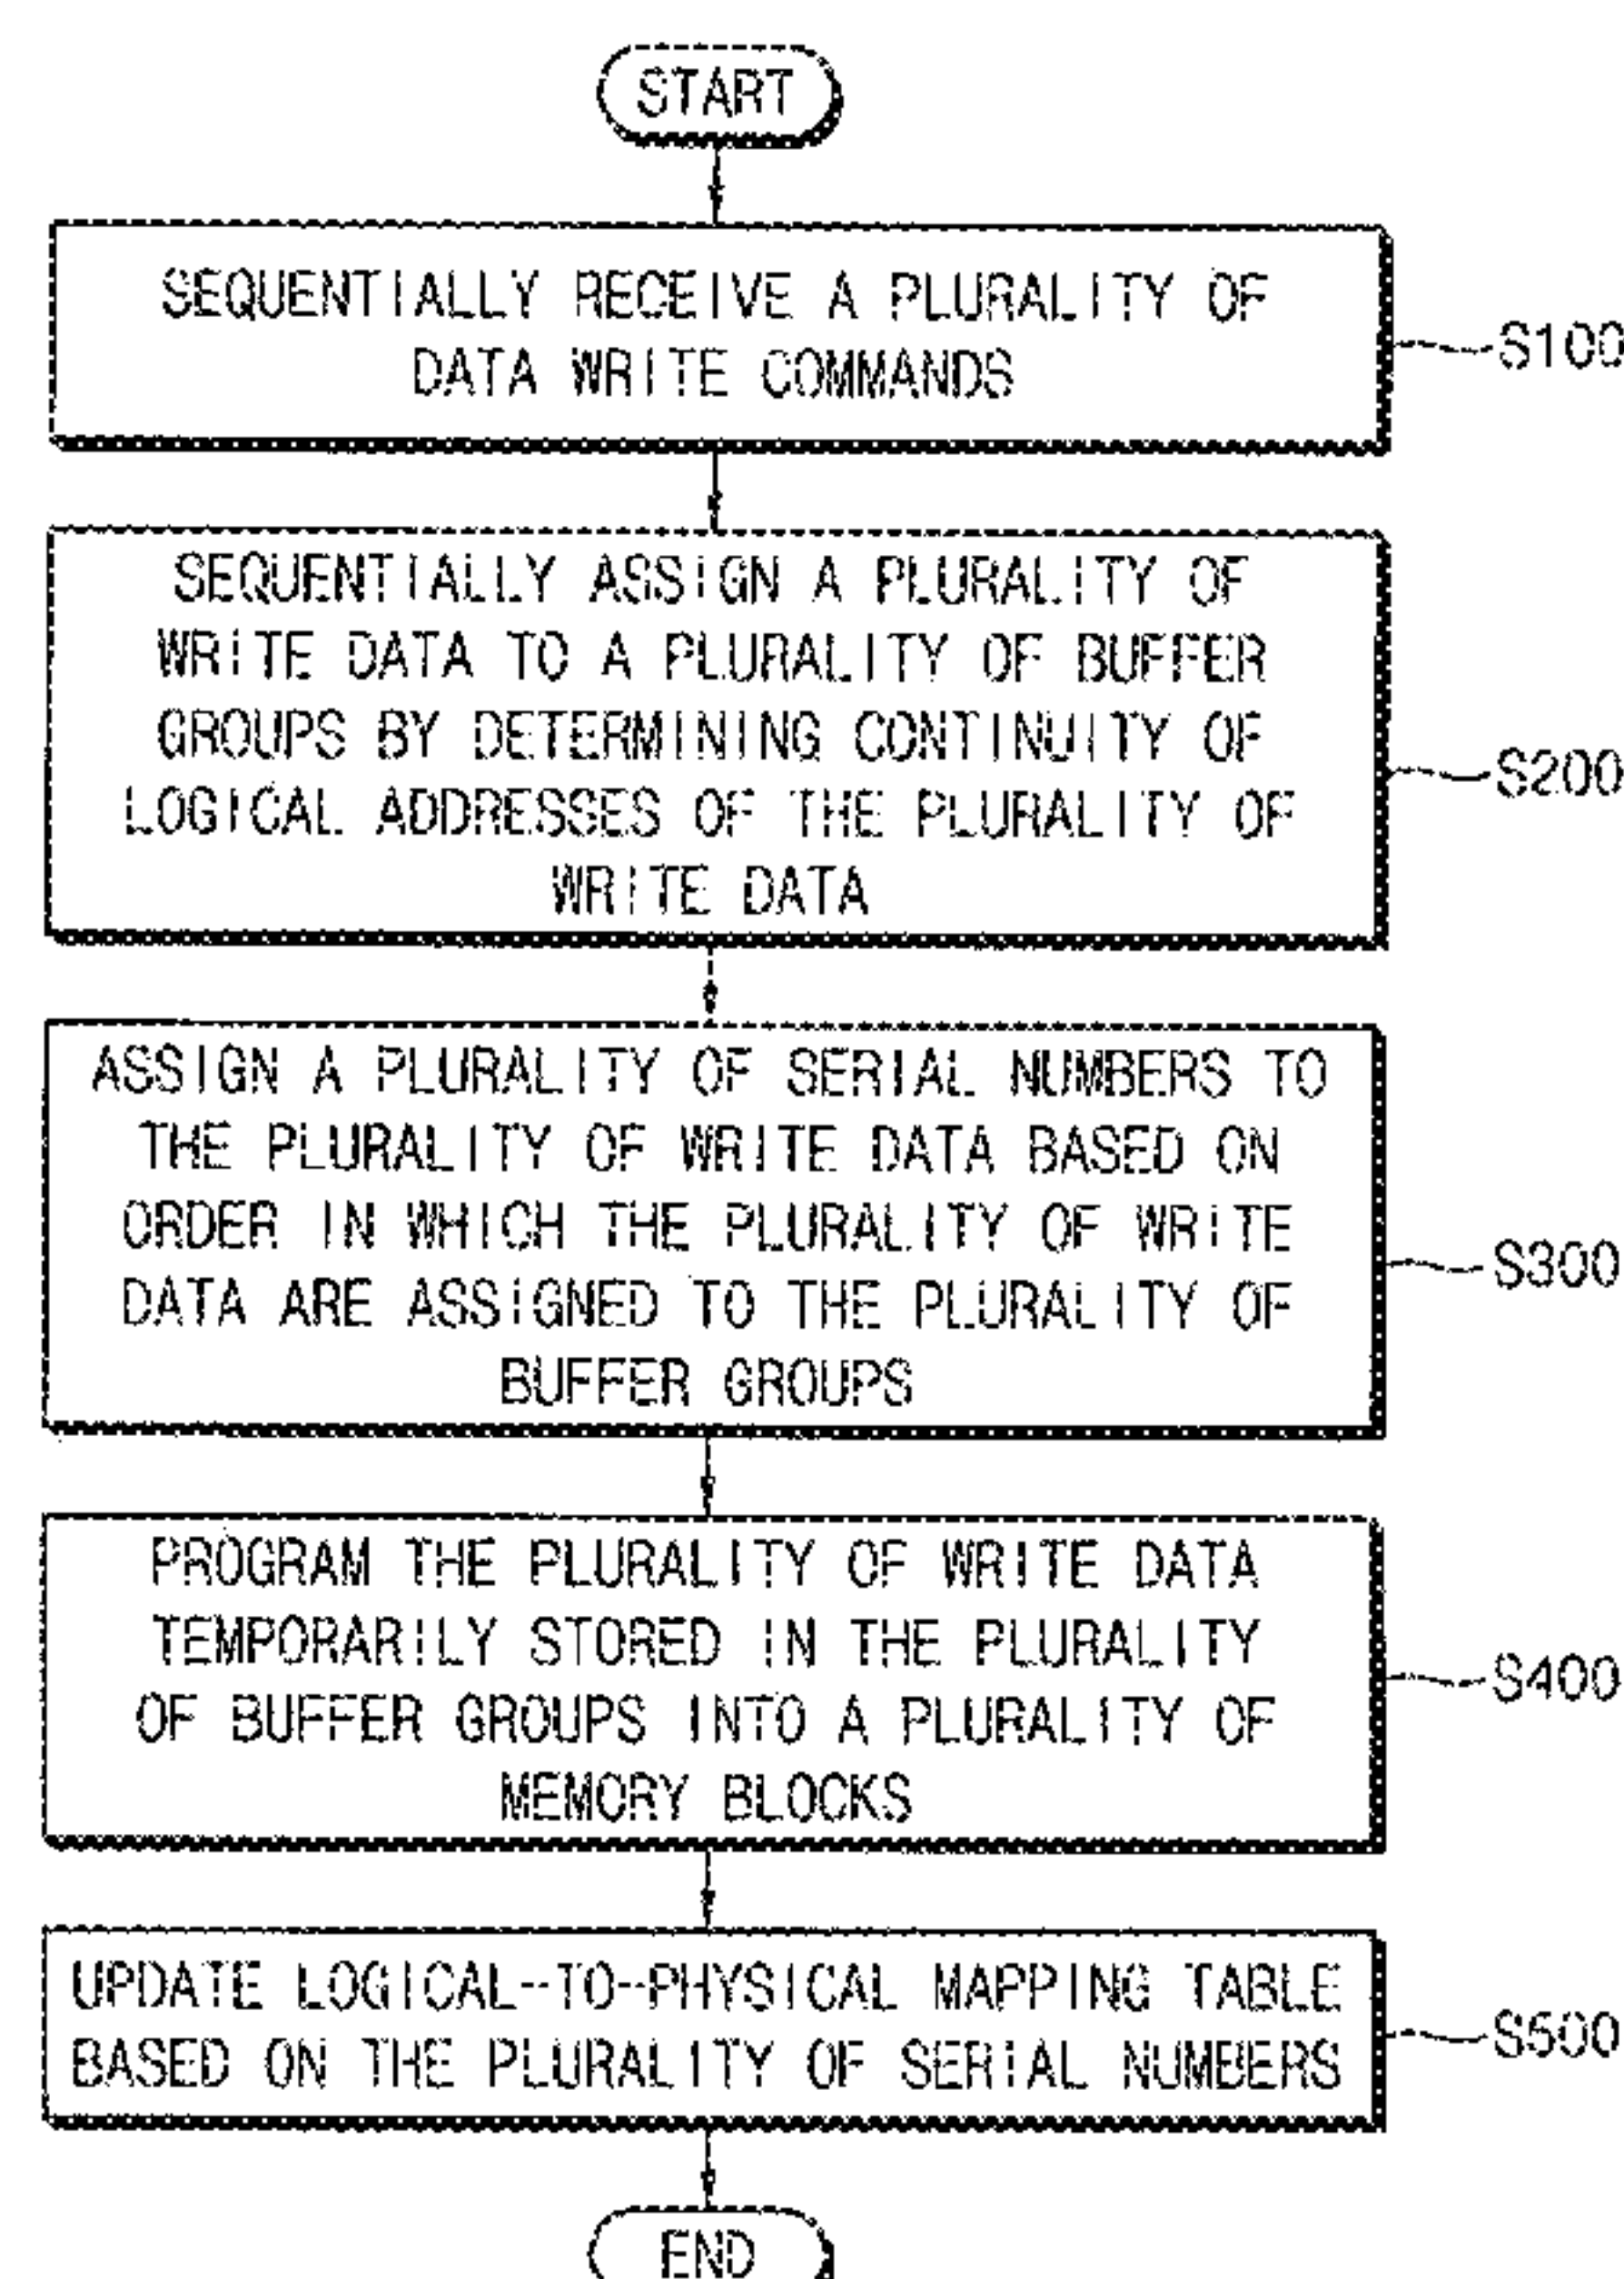 START
SEQUENTIALLY RECEIVE A PLURALITY OF
DATA WRITE COMMANDS
S100
SEQUENTIALLY ASSIGN A PLURALITY OF
WRITE DATA TO A PLURALITY OF BUFFER
GROUPS BY DETERMINING CONTINUITY OF
LOGICAL ADDRESSES OF THE PLURALITY OF
WRITE DATA
S200
ASSIGN A PLURALITY OF SERIAL NUMBERS TO
THE PLURALITY OF WRITE DATA BASED ON
ORDER IN WHICH THE PLURALITY OF WRITE
DATA ARE ASSIGNED TO THE PLURALITY OF
BUFFER GROUPS
S300
PROGRAM THE PLURALITY OF WRITE DATA
TEMPORARILY STORED IN THE PLURALITY
OF BUFFER GROUPS INTO A PLURALITY OF
MEMORY BLOCKS
S400
UPDATE LOGICAL-TO-PHYSICAL MAPPING TABLE
BASED ON THE PLURALITY OF SERIAL NUMBERS
S500
END